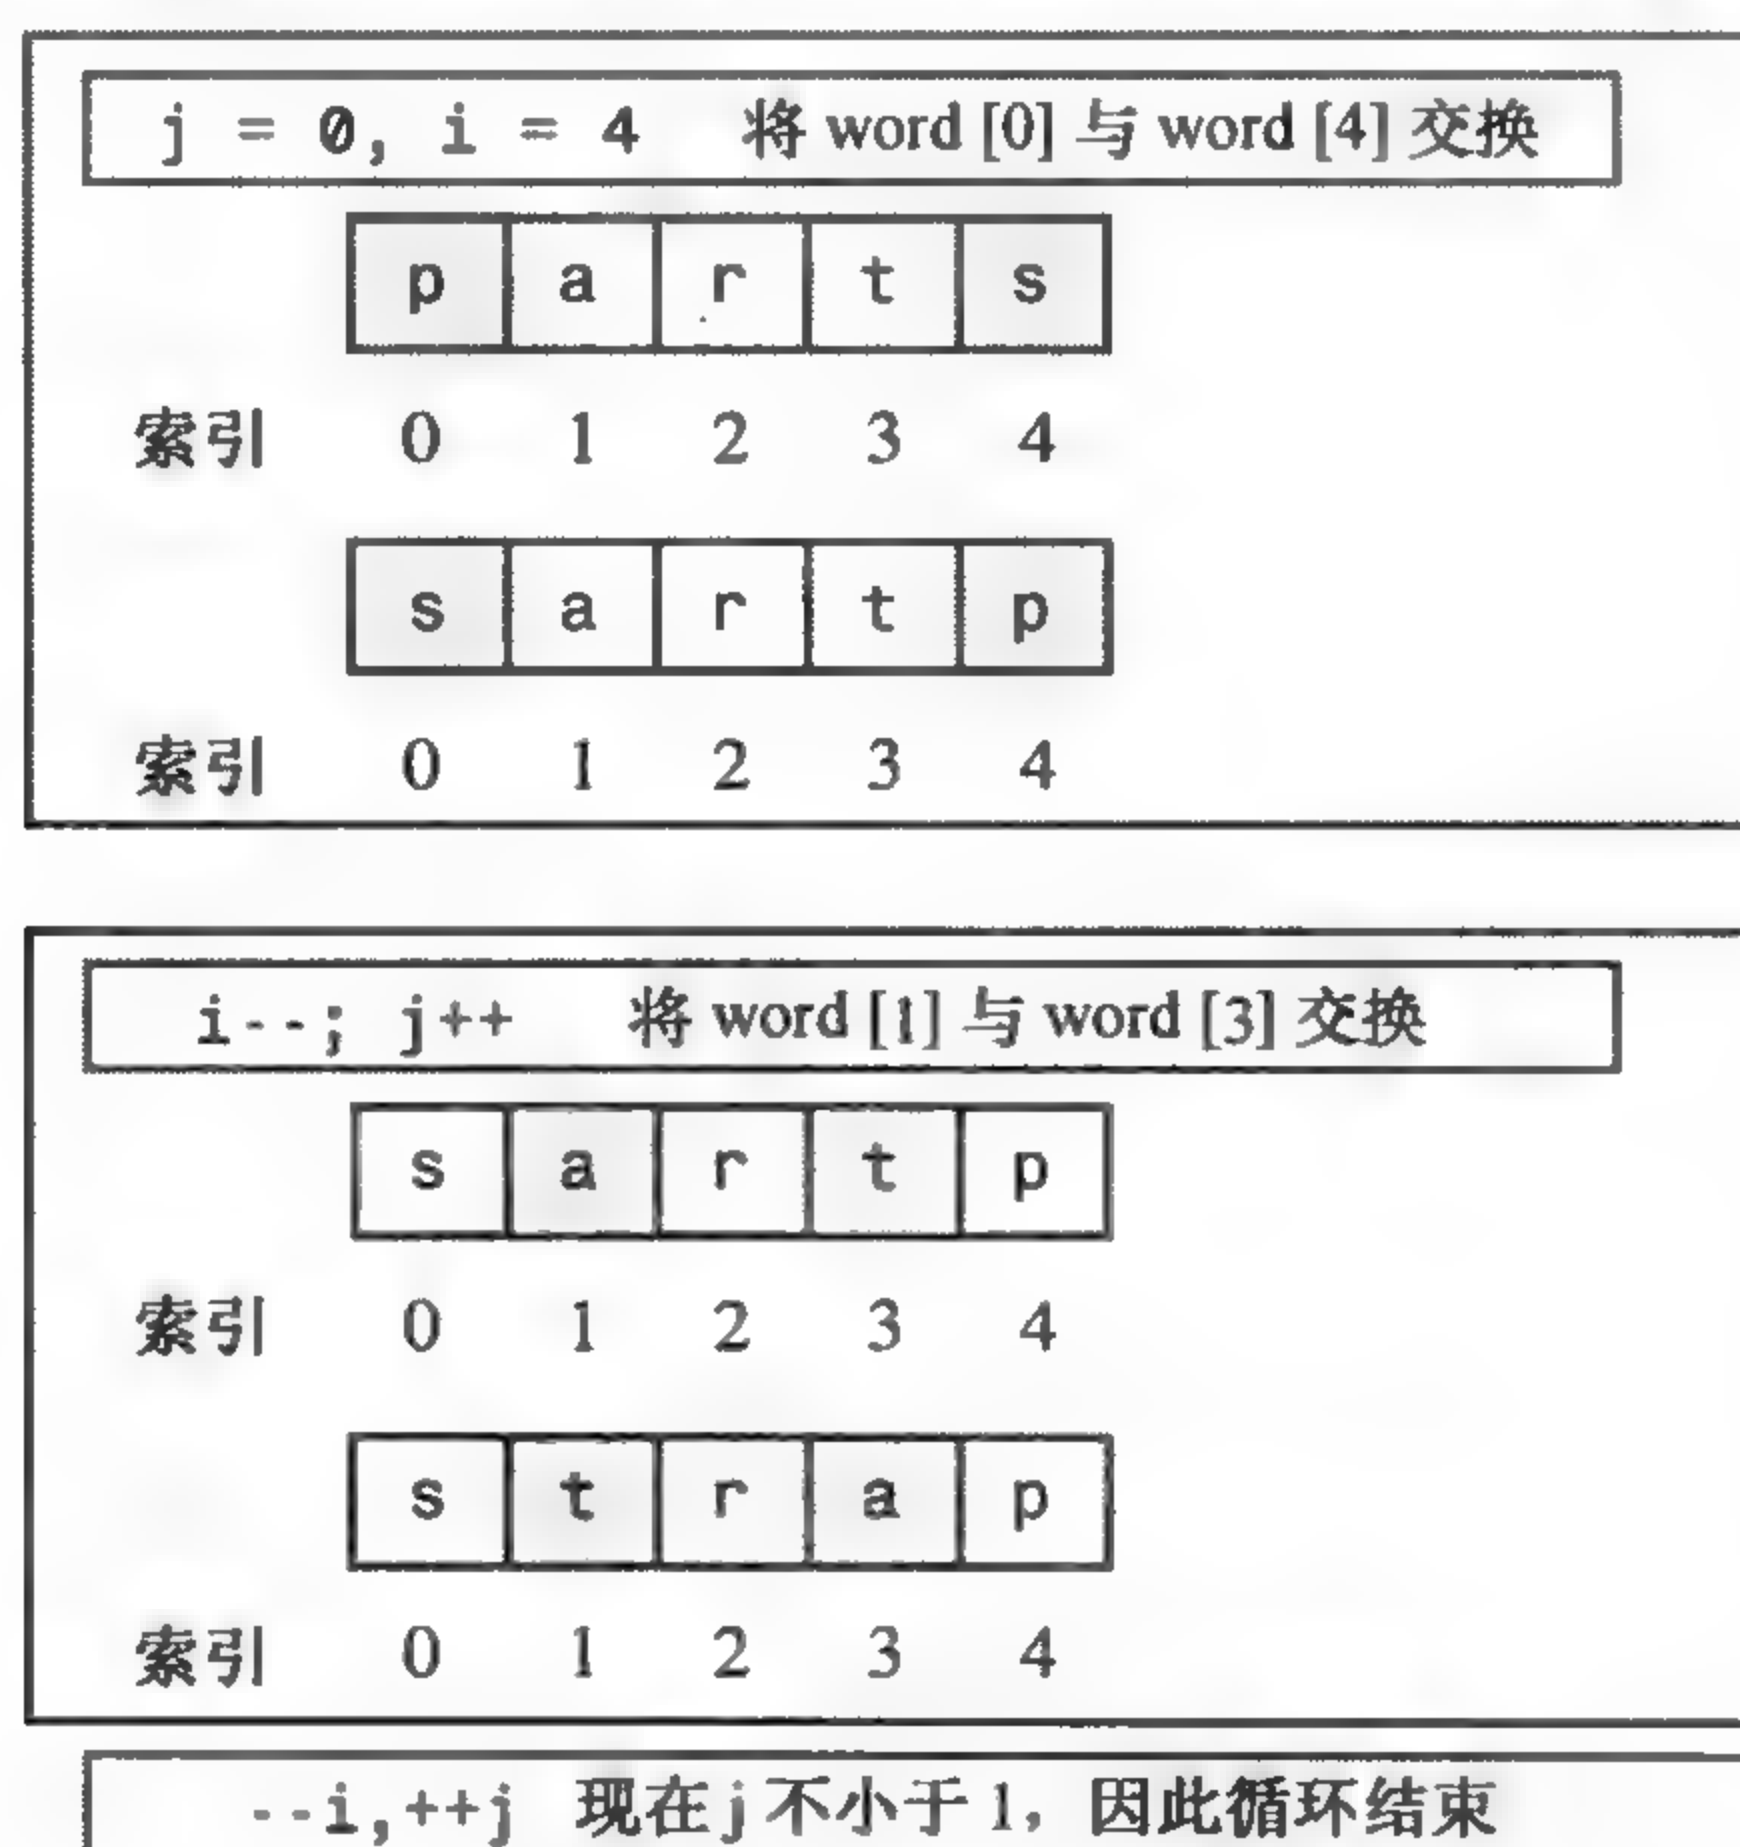 j = 0, i = 4 将 word [0] 与 word [4] 交换
p a r t s
索引 0 1 2 3 4
s a r t p
索引 0 1 2 3 4
i--; j++ 将 word [1] 与 word [3] 交换
s a r t p
索引 0 1 2 3 4
s t r a p
索引 0 1 2 3 4
--i,++j 现在 j 不小于 1, 因此循环结束